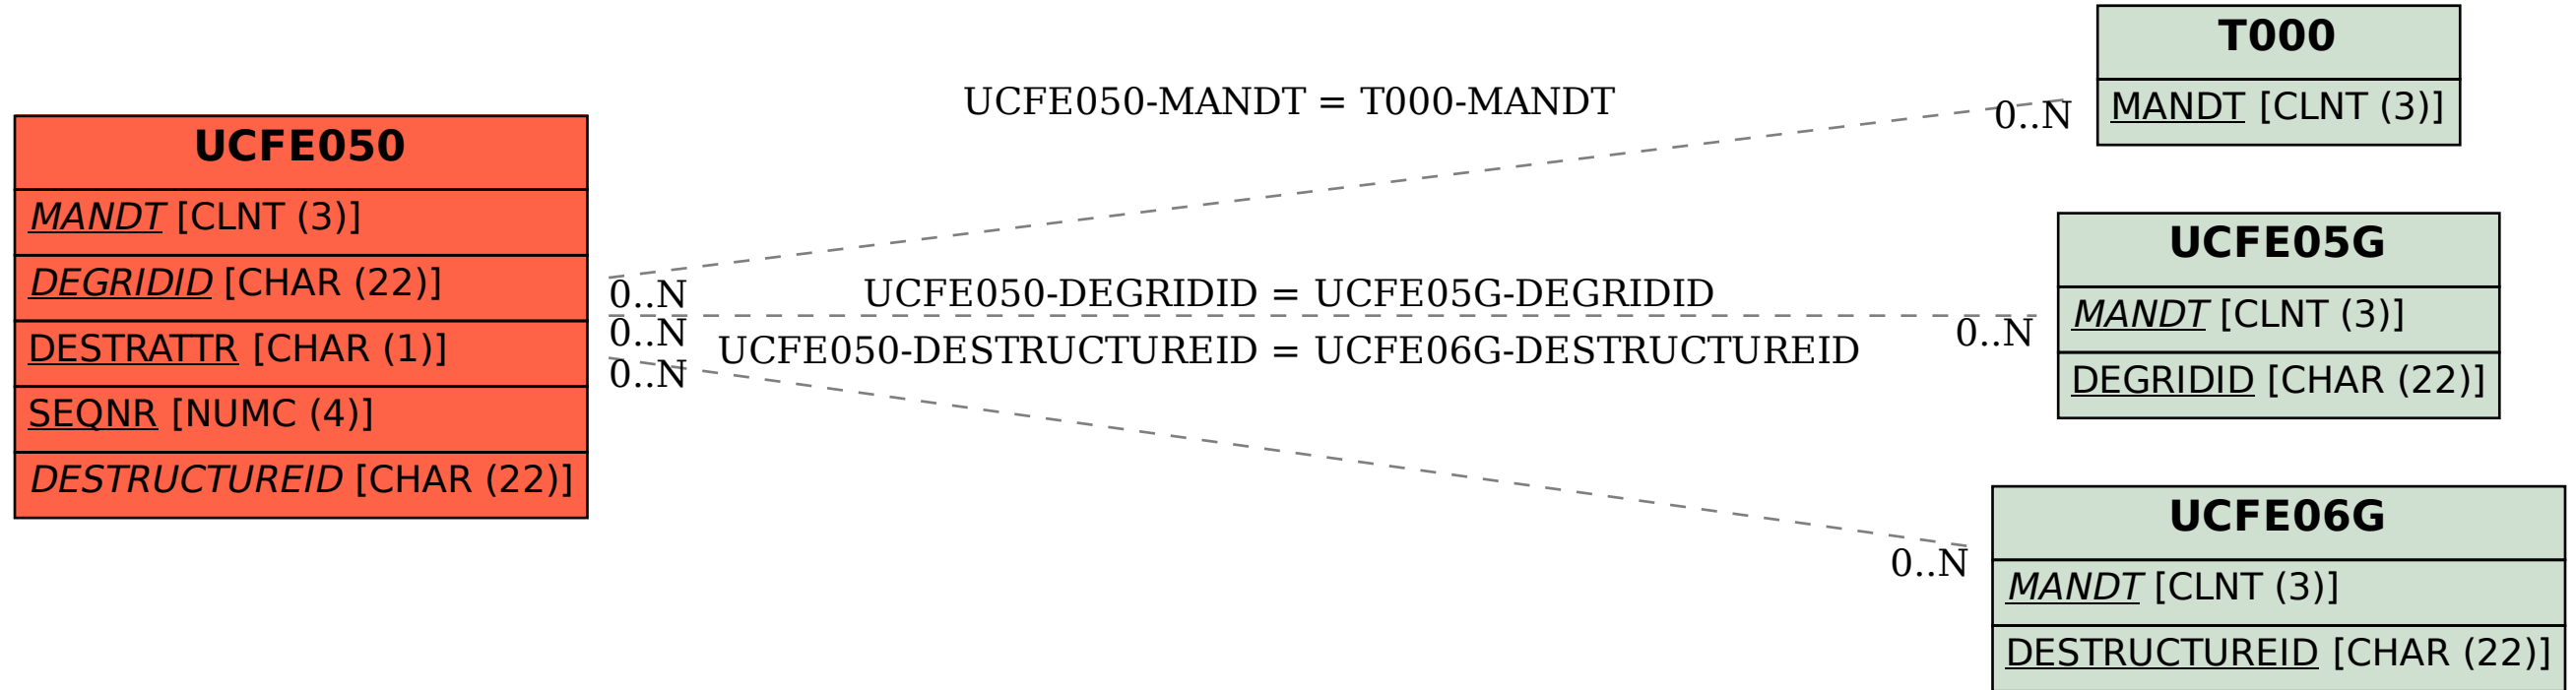 UCFE050
MANDT [CLNT (3)]
DEGRIDID [CHAR (22)]
DESTRATTR [CHAR (1)]
SEQNR [NUMC (4)]
DESTRUCTUREID [CHAR (22)]
UCFE050-MANDT = T000-MANDT
0..N
0..N
UCFE050-DEGRIDID = UCFE05G-DEGRIDID
0..N
0..N
UCFE050-DESTRUCTUREID = UCFE06G-DESTRUCTUREID
0..N
0..N
T000
MANDT [CLNT (3)]
UCFE05G
MANDT [CLNT (3)]
DEGRIDID [CHAR (22)]
UCFE06G
MANDT [CLNT (3)]
DESTRUCTUREID [CHAR (22)]